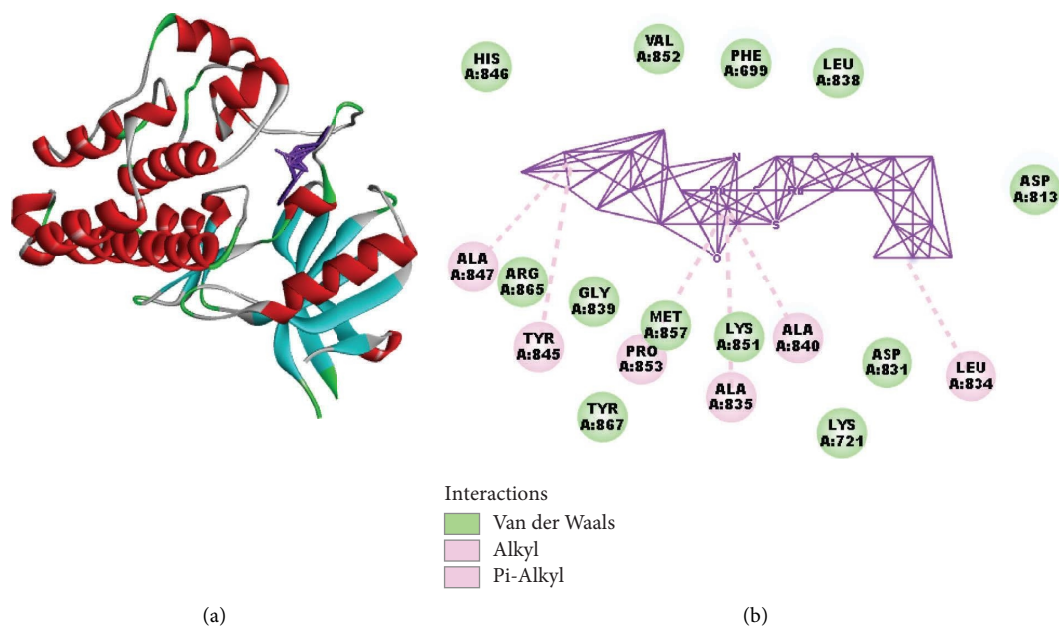 HIS
A:846
VAL
A:852
PHE
A:699
LEU
A:838
ASP
A:813
N
O
N
S
O
ALA
A:847
ARG
A:865
GLY
A:839
MET
A:857
LYS
A:851
ALA
A:840
TYR
A:845
PRO
A:853
ASP
A:831
LEU
A:834
ALA
A:835
TYR
A:867
LYS
A:721
Interactions
Van der Waals
Alkyl
Pi-Alkyl
(a)
(b)